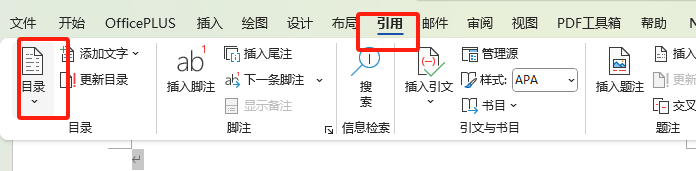 文件 开始 OfficePLUS 插入 绘图 设计 布局 引用 邮件 审阅 视图 PDF工具箱 帮助
目录
添加文字
更新目录
目录
ab¹
插入脚注
插入尾注
ab 下一条脚注
显示备注
脚注
搜
索
信息检索
插入引文
管理源
样式: APA
书目
引文与书目
插入题注
插入
更新
交叉
题注